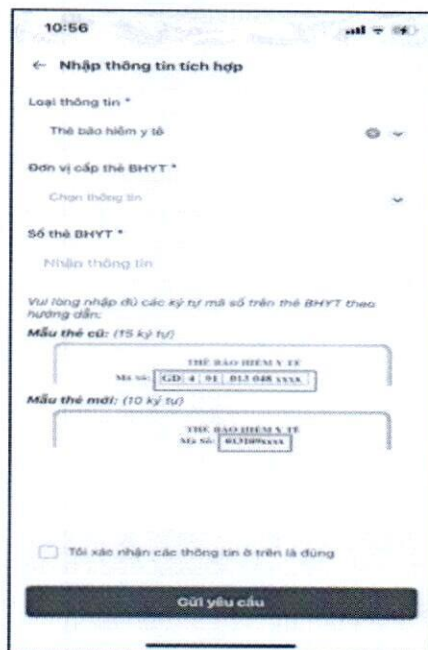 10:56
← Nhập thông tin tích hợp
Loại thông tin *
Thẻ bảo hiểm y tế
Đơn vị cấp thẻ BHYT *
Chọn thông tin
Số thẻ BHYT *
Nhập thông tin
Vui lòng nhập đủ các ký tự mã số trên thẻ BHYT theo
hướng dẫn:
Mẫu thẻ cũ: (15 ký tự)
THẺ BẢO HIỂM Y TẾ
Mã Số: GD 4 01 013 048 xxxx
Mẫu thẻ mới: (10 ký tự)
THẺ BẢO HIỂM Y TẾ
Mã Số: 013109xxxx
Tôi xác nhận các thông tin ở trên là đúng
Gửi yêu cầu